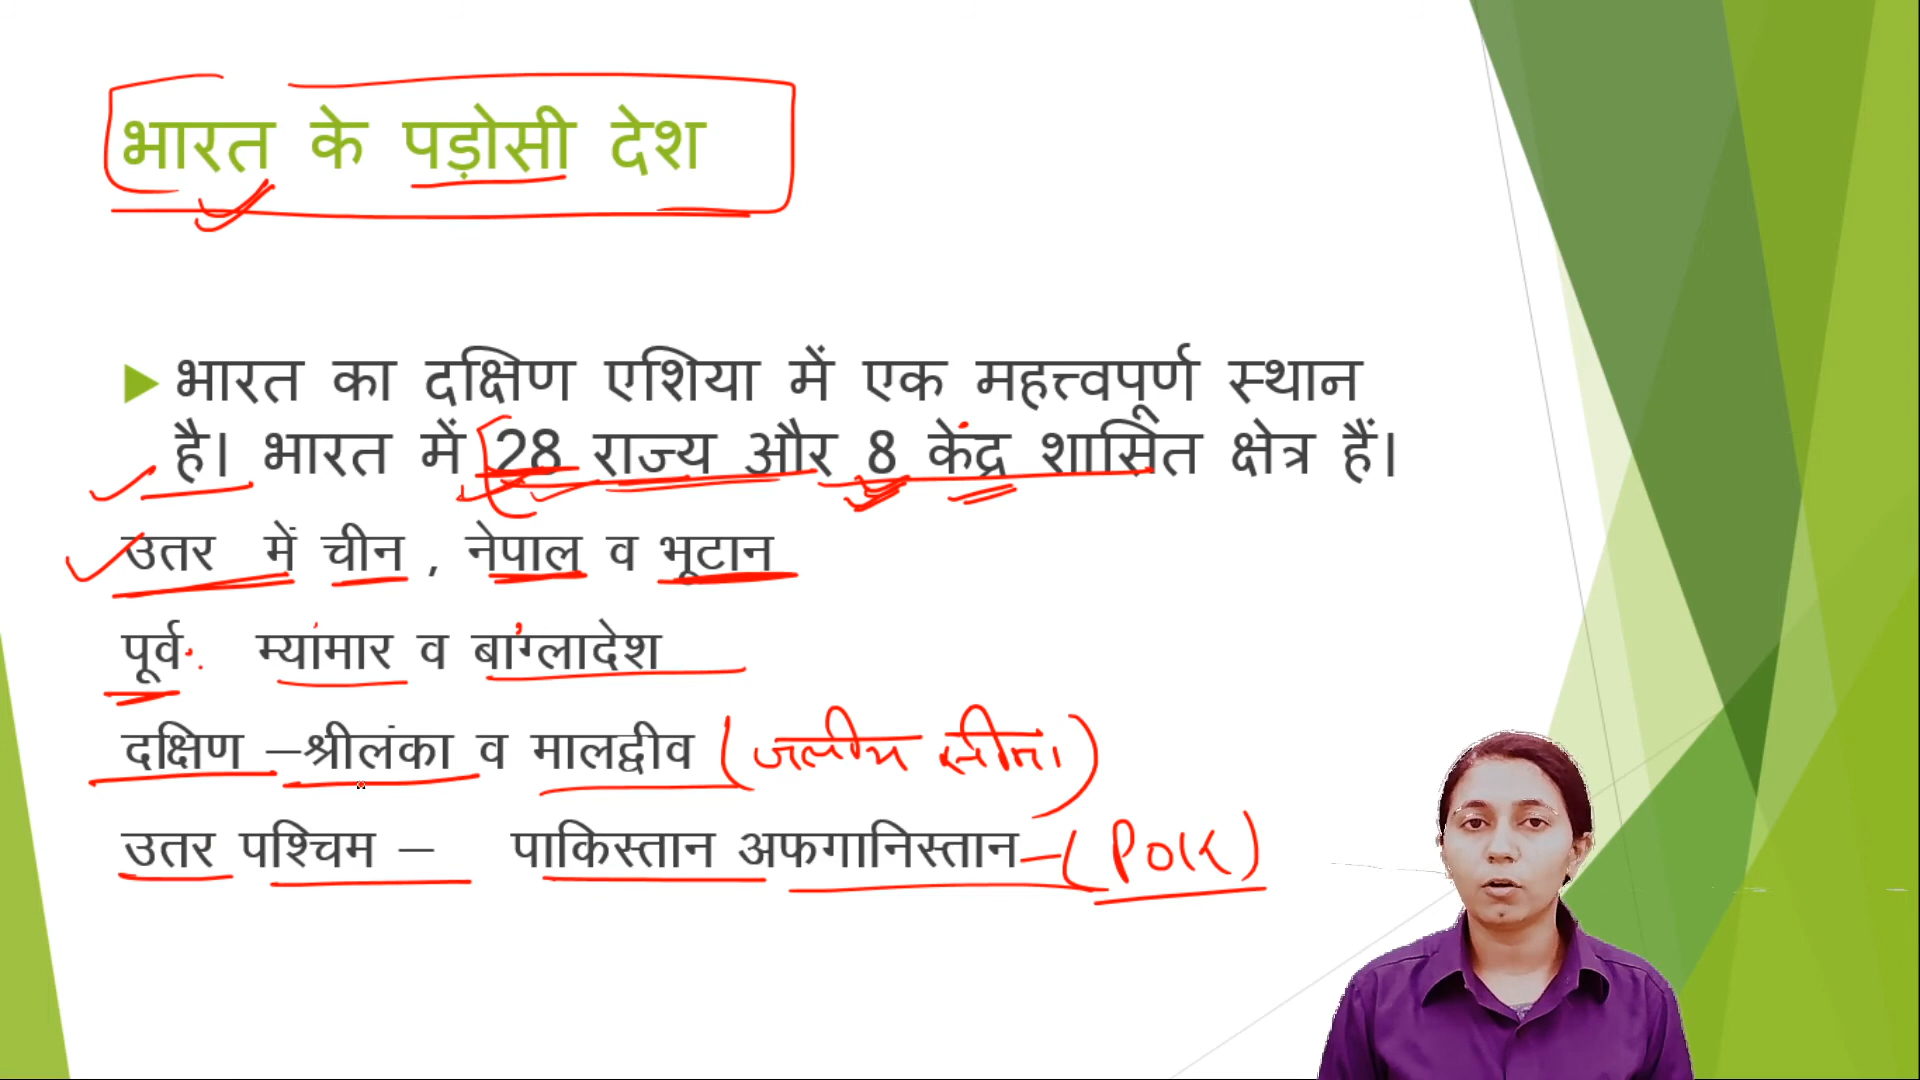 भारत के पड़ोसी देश
भारत का दक्षिण एशिया में एक महत्त्वपूर्ण स्थान
है। भारत में 28 राज्य और 8 केंद्र शासित क्षेत्र हैं।
उतर में चीन , नेपाल व भूटान
पूर्व म्यांमार व बांग्लादेश
दक्षिण –श्रीलंका व मालद्वीव (जलीय सीमा)
उतर पश्चिम – पाकिस्तान अफगानिस्तान –(POK)